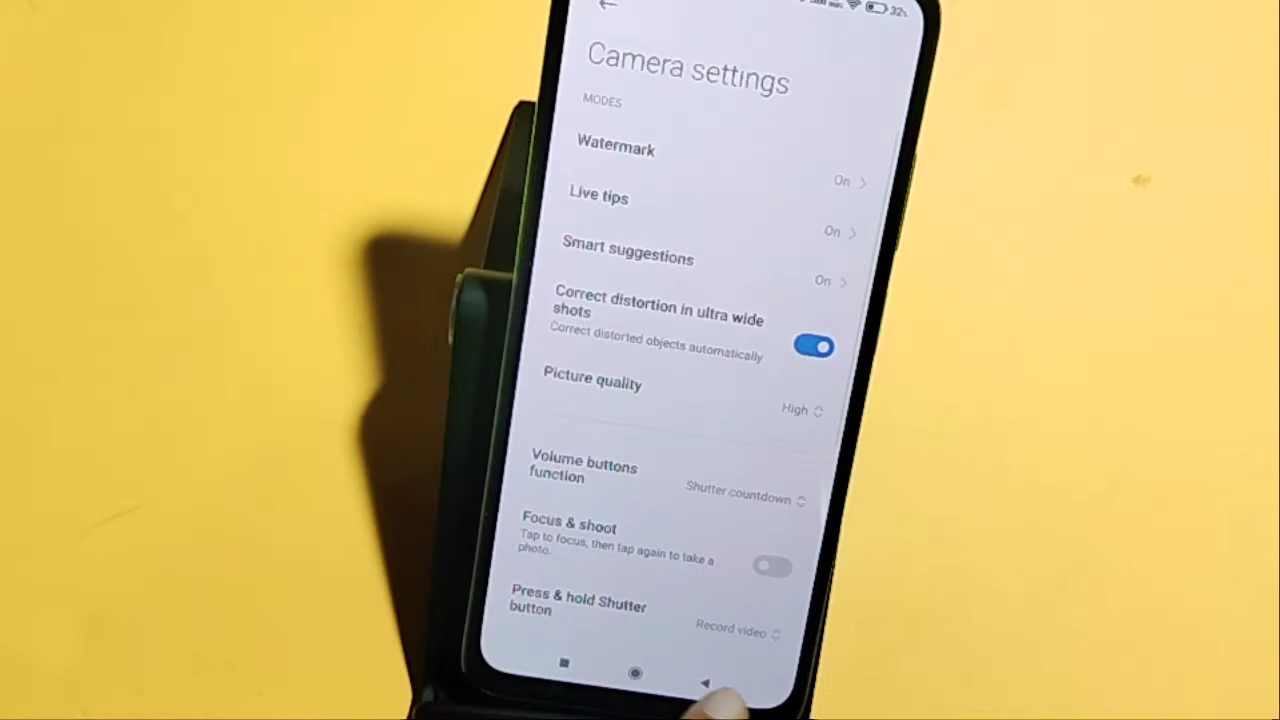 32%
Camera settings
MODES
Watermark
On
Live tips
On
Smart suggestions
On
Correct distortion in ultra wide
shots
Correct distorted objects automatically
Picture quality
High
Volume buttons
function
Shutter countdown
Focus & shoot
Tap to focus, then tap again to take a
photo.
Press & hold Shutter
button
Record video